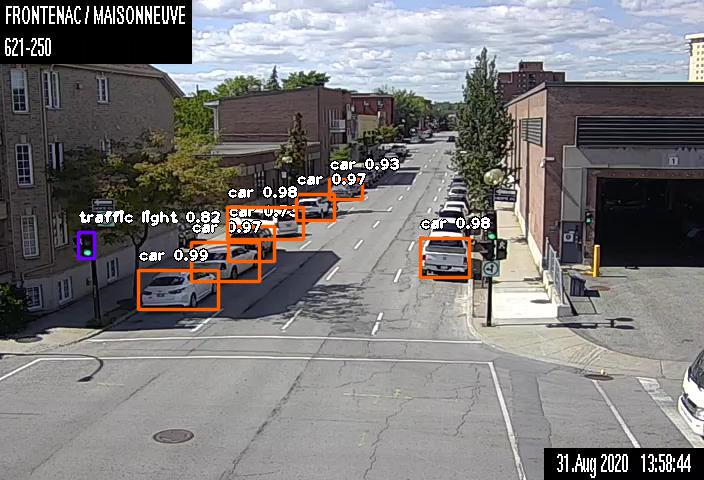 FRONTENAC / MAISONNEUVE
621-250
car 0.93
car 0.97
car 0.98
traffic light 0.82
car 0.97
car 0.98
car 0.99
31.Aug 2020 13:58:44